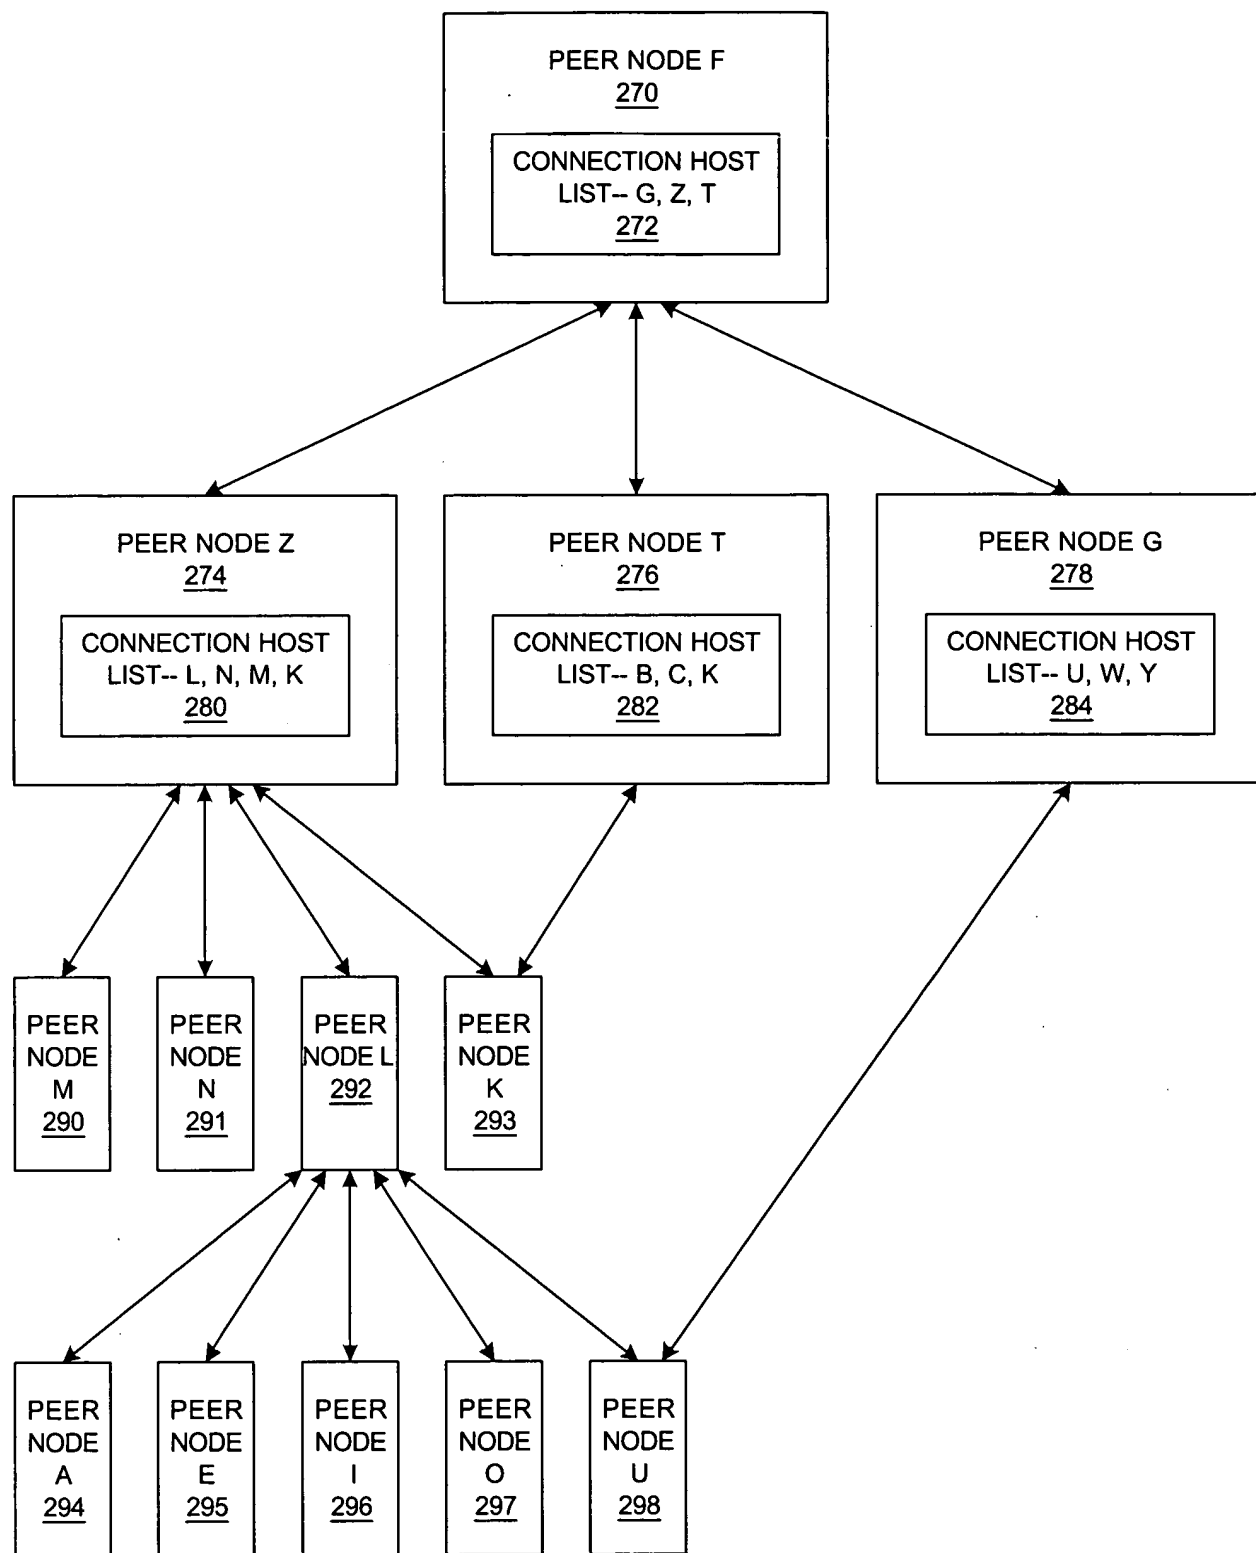 PEER NODE F
270
CONNECTION HOST
LIST-- G, Z, T
272
PEER NODE Z
274
CONNECTION HOST
LIST-- L, N, M, K
280
PEER NODE T
276
CONNECTION HOST
LIST-- B, C, K
282
PEER NODE G
278
CONNECTION HOST
LIST-- U, W, Y
284
PEER
NODE
M
290
PEER
NODE
N
291
PEER
NODE L
292
PEER
NODE
K
293
PEER
NODE
A
294
PEER
NODE
E
295
PEER
NODE
I
296
PEER
NODE
O
297
PEER
NODE
U
298